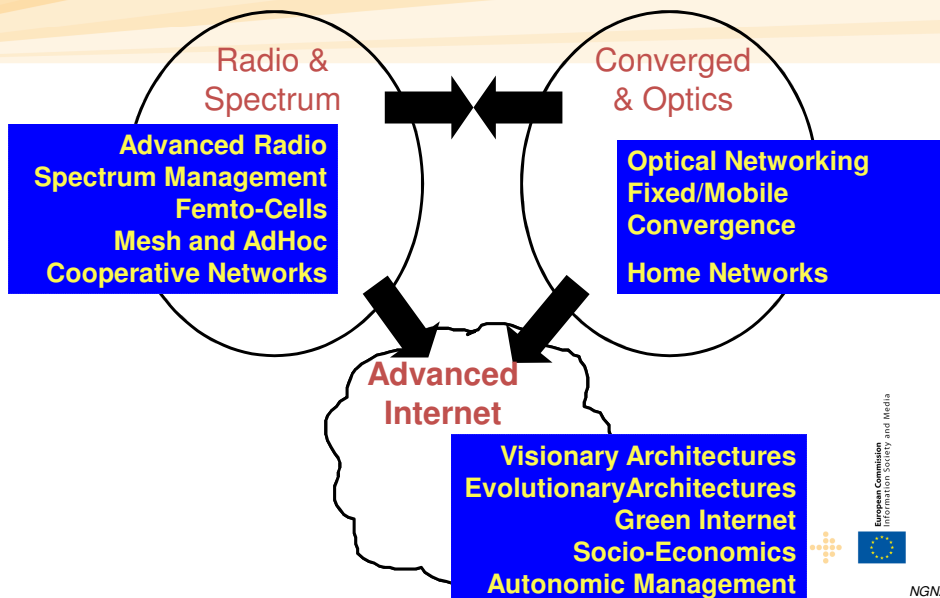 Radio &
Spectrum
Converged
& Optics
Advanced Radio
Spectrum Management
Femto-Cells
Mesh and AdHoc
Cooperative Networks
Optical Networking
Fixed/Mobile
Convergence
Home Networks
Advanced
Internet
Visionary Architectures
EvolutionaryArchitectures
Green Internet
Socio-Economics
Autonomic Management
European Commission
Information Society and Media